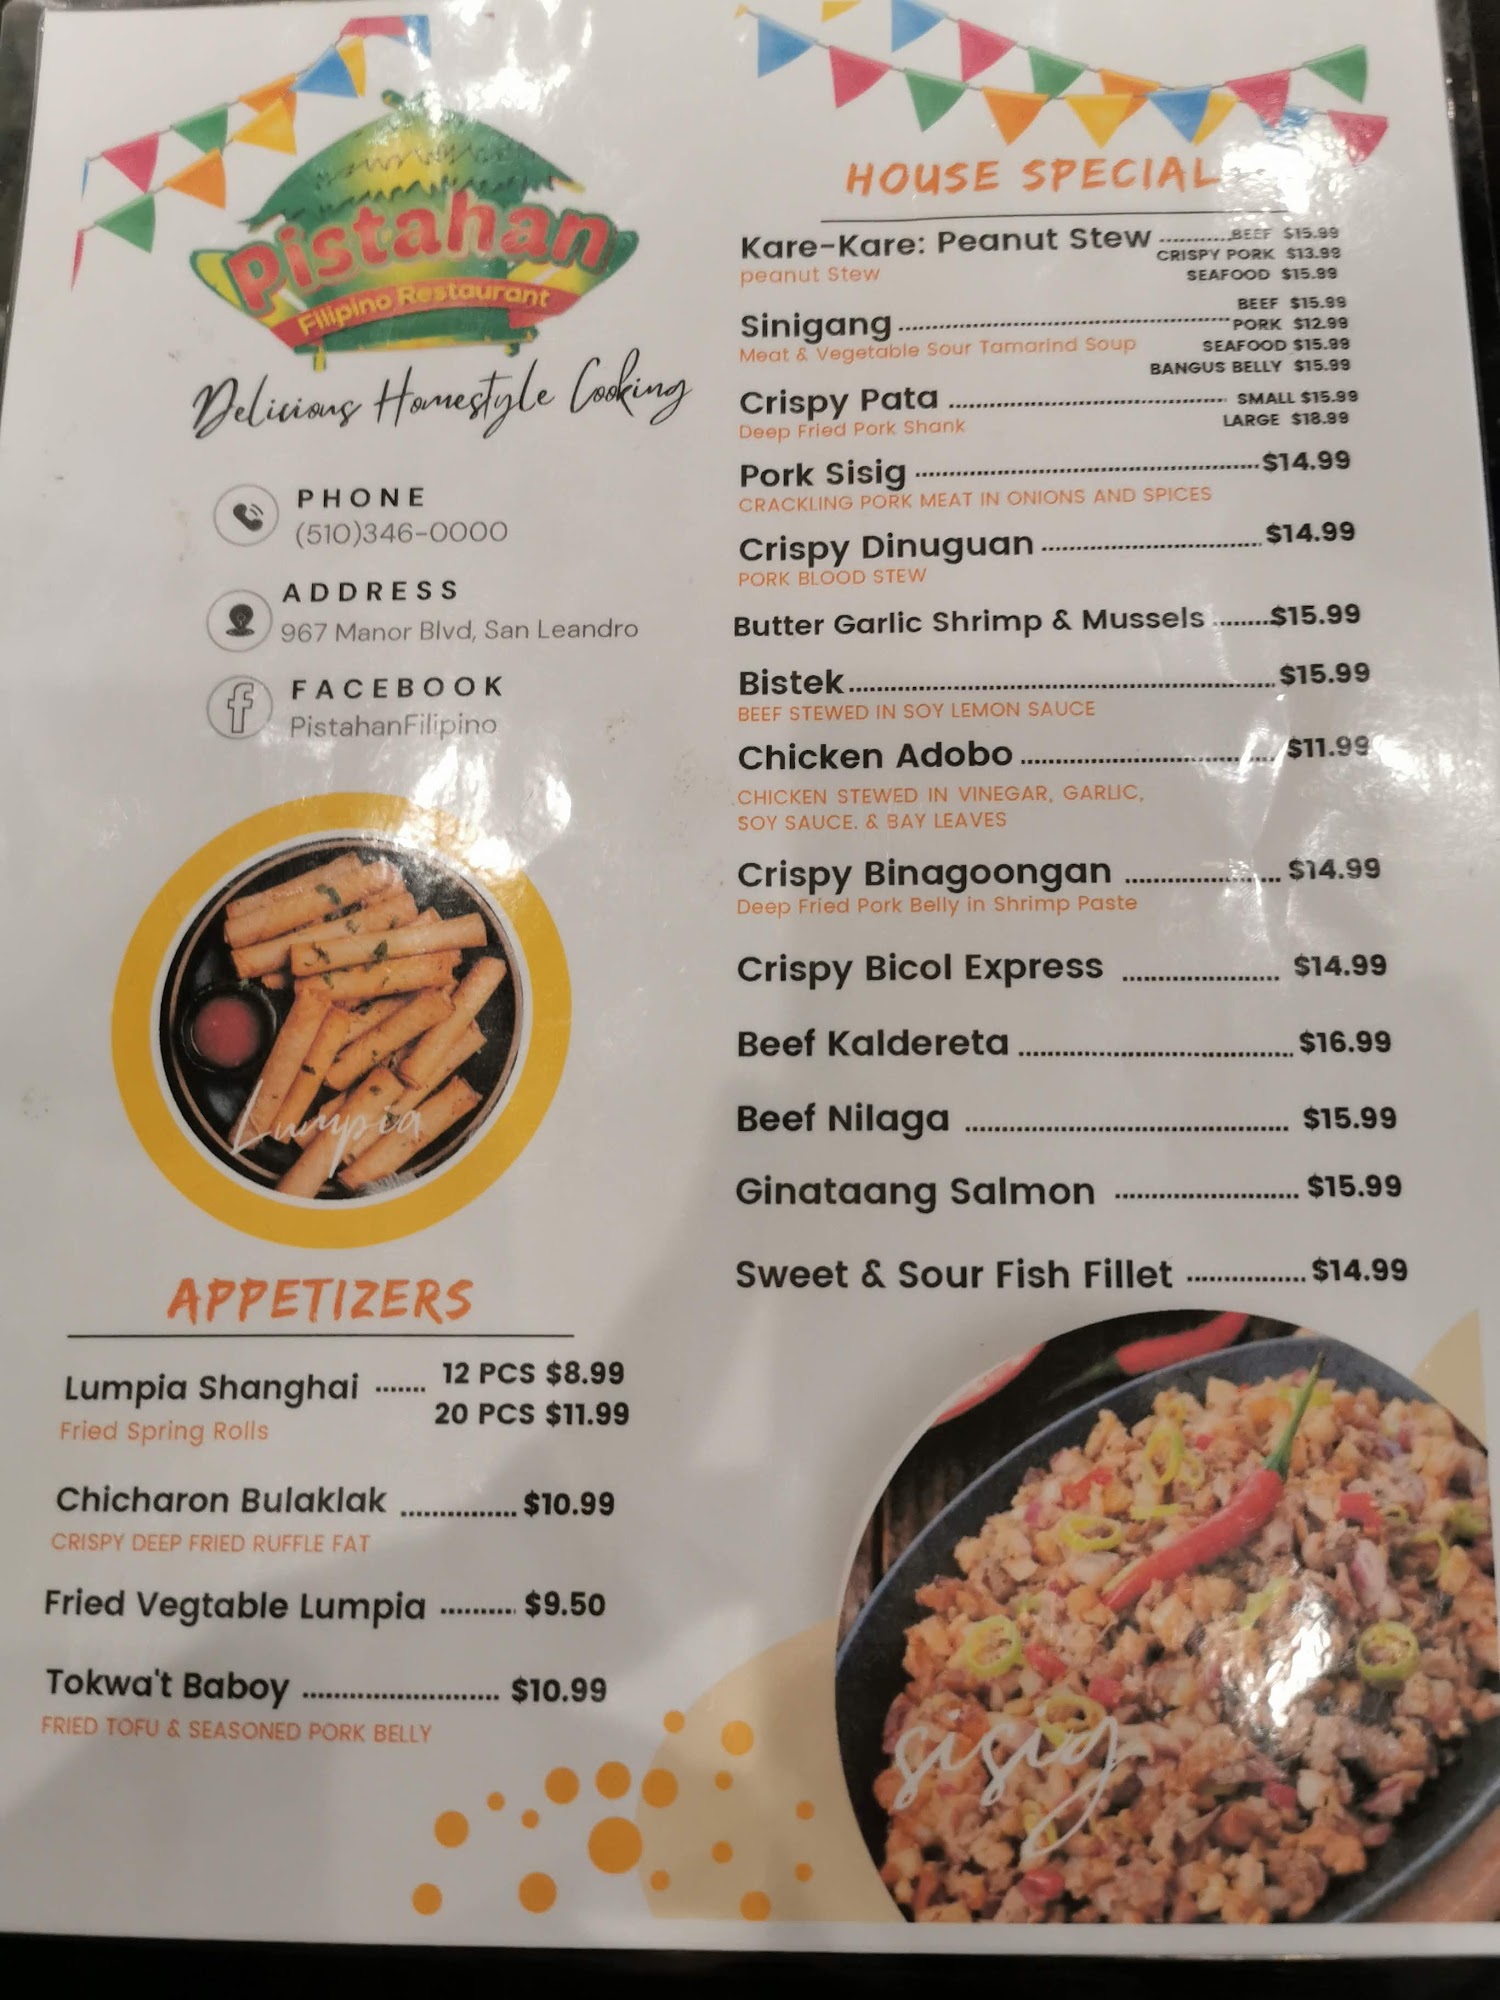 Pistahan
Filipino Restaurant
Delicious Homestyle Cooking
PHONE
(510)346-0000
ADDRESS
967 Manor Blvd, San Leandro
FACEBOOK
PistahanFilipino
Lumpia
APPETIZERS
Lumpia Shanghai ....... 12 PCS $8.99
20 PCS $11.99
Fried Spring Rolls
Chicharon Bulaklak ............... $10.99
CRISPY DEEP FRIED RUFFLE FAT
Fried Vegtable Lumpia .......... $9.50
Tokwa't Baboy .......................... $10.99
FRIED TOFU & SEASONED PORK BELLY
HOUSE SPECIAL
Kare-Kare: Peanut Stew ........... BEEF $15.99
CRISPY PORK $13.99
peanut Stew
SEAFOOD $15.99
BEEF $15.99
Sinigang ........................................ PORK $12.99
Meat & Vegetable Sour Tamarind Soup
SEAFOOD $15.99
BANGUS BELLY $15.99
Crispy Pata ........................................ SMALL $15.99
LARGE $18.99
Deep Fried Pork Shank
Pork Sisig ........................................ $14.99
CRACKLING PORK MEAT IN ONIONS AND SPICES
Crispy Dinuguan .............................. $14.99
PORK BLOOD STEW
Butter Garlic Shrimp & Mussels ........ $15.99
Bistek ................................................ $15.99
BEEF STEWED IN SOY LEMON SAUCE
Chicken Adobo .............................. $11.99
CHICKEN STEWED IN VINEGAR, GARLIC,
SOY SAUCE. & BAY LEAVES
Crispy Binagoongan .................... $14.99
Deep Fried Pork Belly in Shrimp Paste
Crispy Bicol Express .................... $14.99
Beef Kaldereta .................................... $16.99
Beef Nilaga .......................................... $15.99
Ginataang Salmon ........................ $15.99
Sweet & Sour Fish Fillet ................ $14.99
sisig